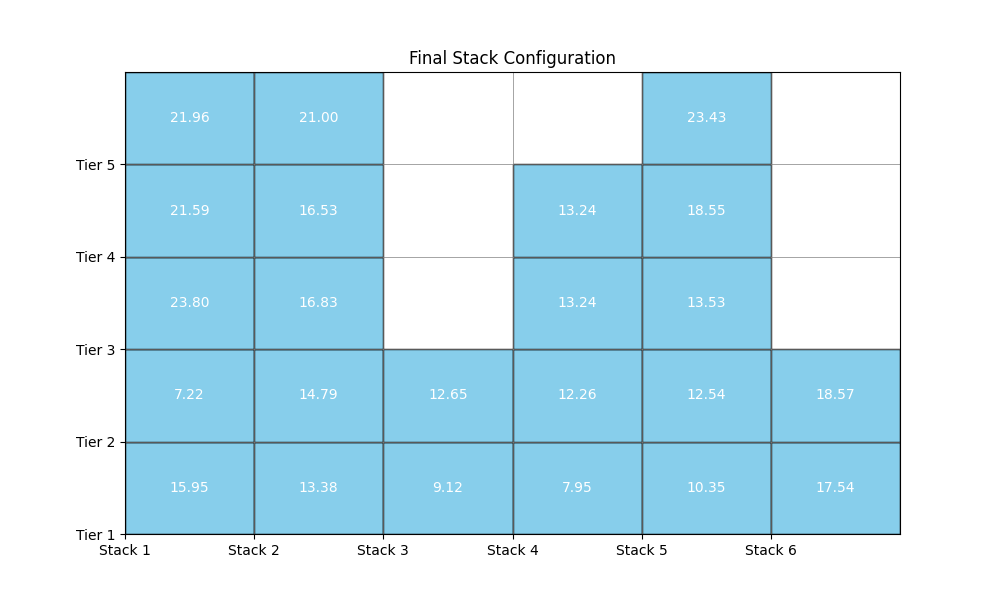 Final Stack Configuration
21.96 21.00 23.43
Tier 5
21.59 16.53 13.24 18.55
Tier 4
23.80 16.83 13.24 13.53
Tier 3
7.22 14.79 12.65 12.26 12.54 18.57
Tier 2
15.95 13.38 9.12 7.95 10.35 17.54
Tier 1
Stack 1 Stack 2 Stack 3 Stack 4 Stack 5 Stack 6